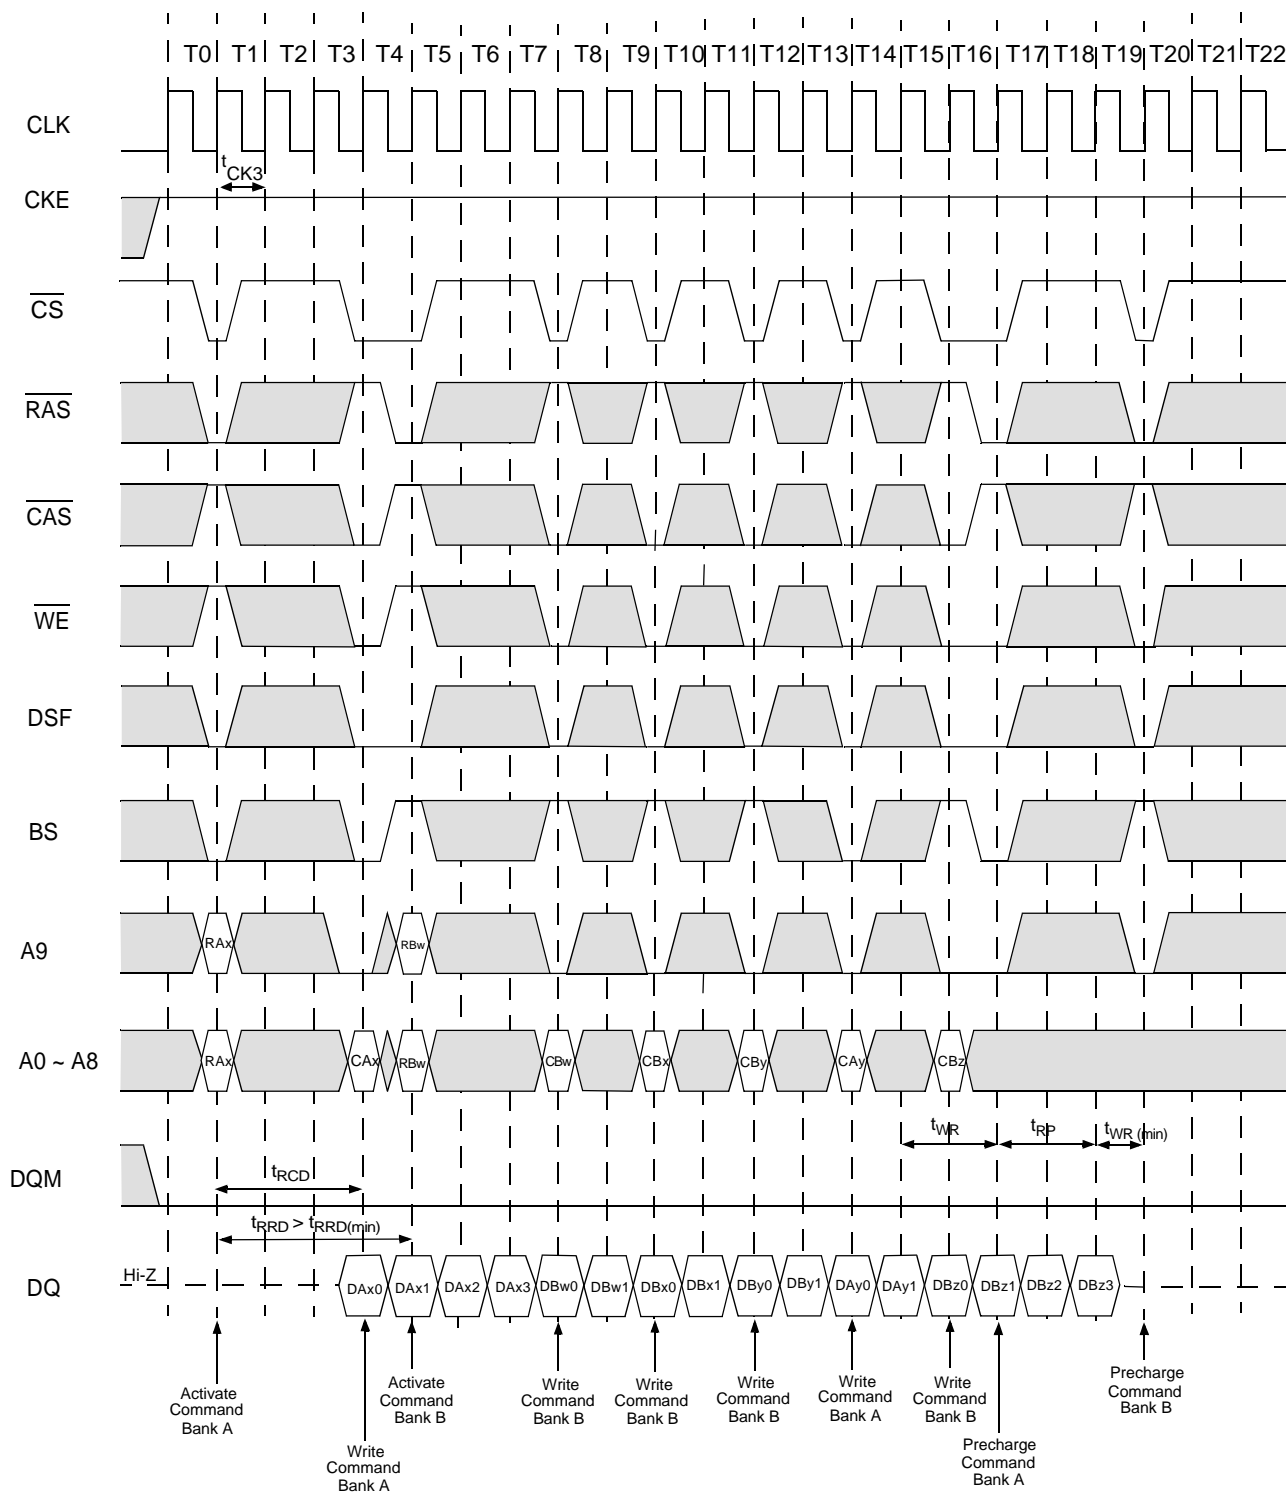 T0 T1 T2 T3 T4 T5 T6 T7 T8 T9 T10 T11 T12 T13 T14 T15 T16 T17 T18 T19 T20 T21 T22
CLK
tCK3
CKE
CS
RAS
CAS
WE
DSF
BS
A9
RAx RBw
A0 ~ A8
RAx CAx RBw CBw CBx CBy CAy CBz
tWR tRP tWR (min)
DQM
tRCD
tRRD > tRRD(min)
DQ
Hi-Z
DAx0 DAx1 DAx2 DAx3 DBw0 DBw1 DBx0 DBx1 DBy0 DBy1 DAy0 DAy1 DBz0 DBz1 DBz2 DBz3
Activate
Command
Bank A
Write
Command
Bank A
Activate
Command
Bank B
Write
Command
Bank B
Write
Command
Bank B
Write
Command
Bank B
Write
Command
Bank A
Write
Command
Bank B
Precharge
Command
Bank A
Precharge
Command
Bank B